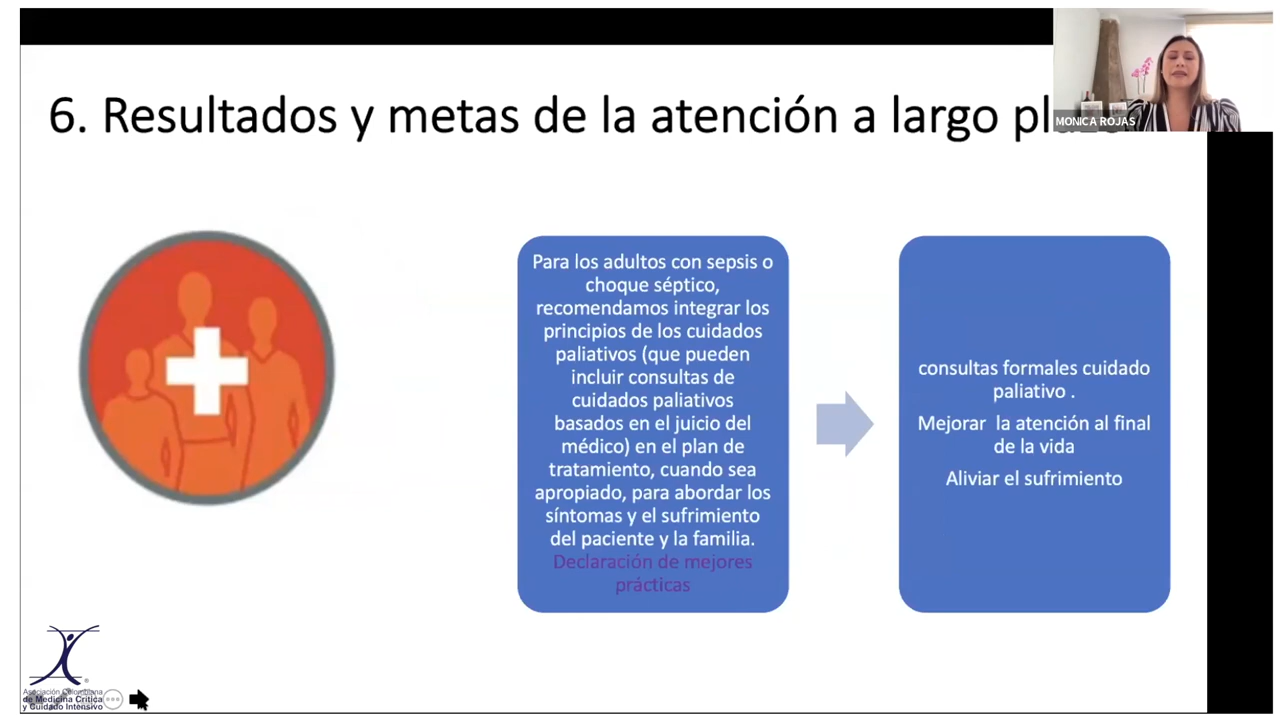 6. Resultados y metas de la atención a largo
MONICA ROJAS
Para los adultos con sepsis o
choque séptico,
recomendamos integrar los
principios de los cuidados
paliativos (que pueden
incluir consultas de
cuidados paliativos
basados en el juicio del
médico) en el plan de
tratamiento, cuando sea
apropiado, para abordar los
síntomas y el sufrimiento
del paciente y la familia.
Declaración de mejores
prácticas
consultas formales cuidado
paliativo .
Mejorar la atención al final
de la vida
Aliviar el sufrimiento
Asociación Colombiana
de Medicina Crítica
y Cuidado Intensivo